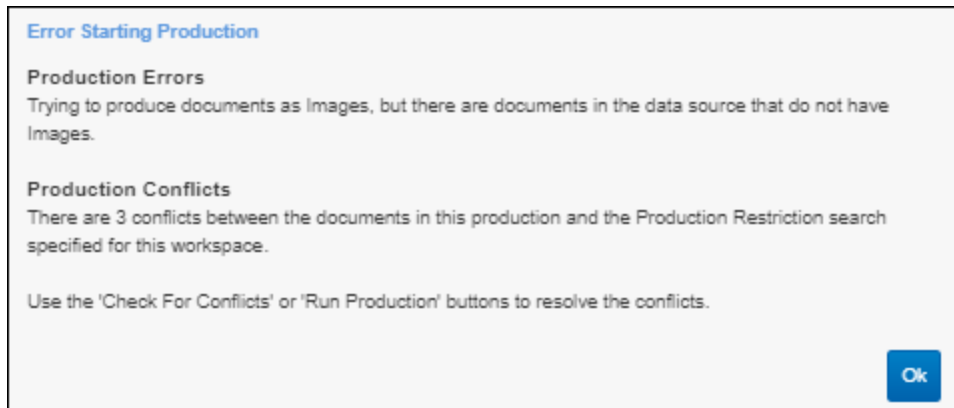 Error Starting Production
Production Errors
Trying to produce documents as Images, but there are documents in the data source that do not have
Images.
Production Conflicts
There are 3 conflicts between the documents in this production and the Production Restriction search
specified for this workspace.
Use the 'Check For Conflicts' or 'Run Production' buttons to resolve the conflicts.
Ok